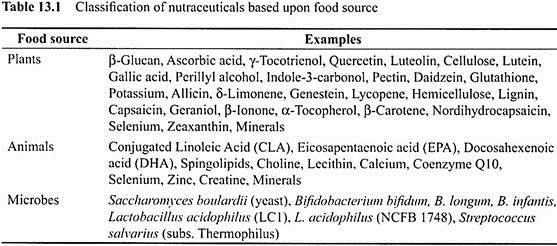 Table 13.1 Classification of nutraceuticals based upon food source
Food source Examples
Plants β-Glucan, Ascorbic acid, γ-Tocotrienol, Quercetin, Luteolin, Cellulose, Lutein,
Gallic acid, Perillyl alcohol, Indole-3-carbonol, Pectin, Daidzein, Glutathione,
Potassium, Allicin, δ-Limonene, Genestein, Lycopene, Hemicellulose, Lignin,
Capsaicin, Geraniol, β-Ionone, α-Tocopherol, β-Carotene, Nordihydrocapsaicin,
Selenium, Zeaxanthin, Minerals
Animals Conjugated Linoleic Acid (CLA), Eicosapentaenoic acid (EPA), Docosahexenoic
acid (DHA), Spingolipids, Choline, Lecithin, Calcium, Coenzyme Q10,
Selenium, Zinc, Creatine, Minerals
Microbes Saccharomyces boulardii (yeast), Bifidobacterium bifidum, B. longum, B. infantis,
Lactobacillus acidophilus (LC1), L. acidophilus (NCFB 1748), Streptococcus
salvarius (subs. Thermophilus)